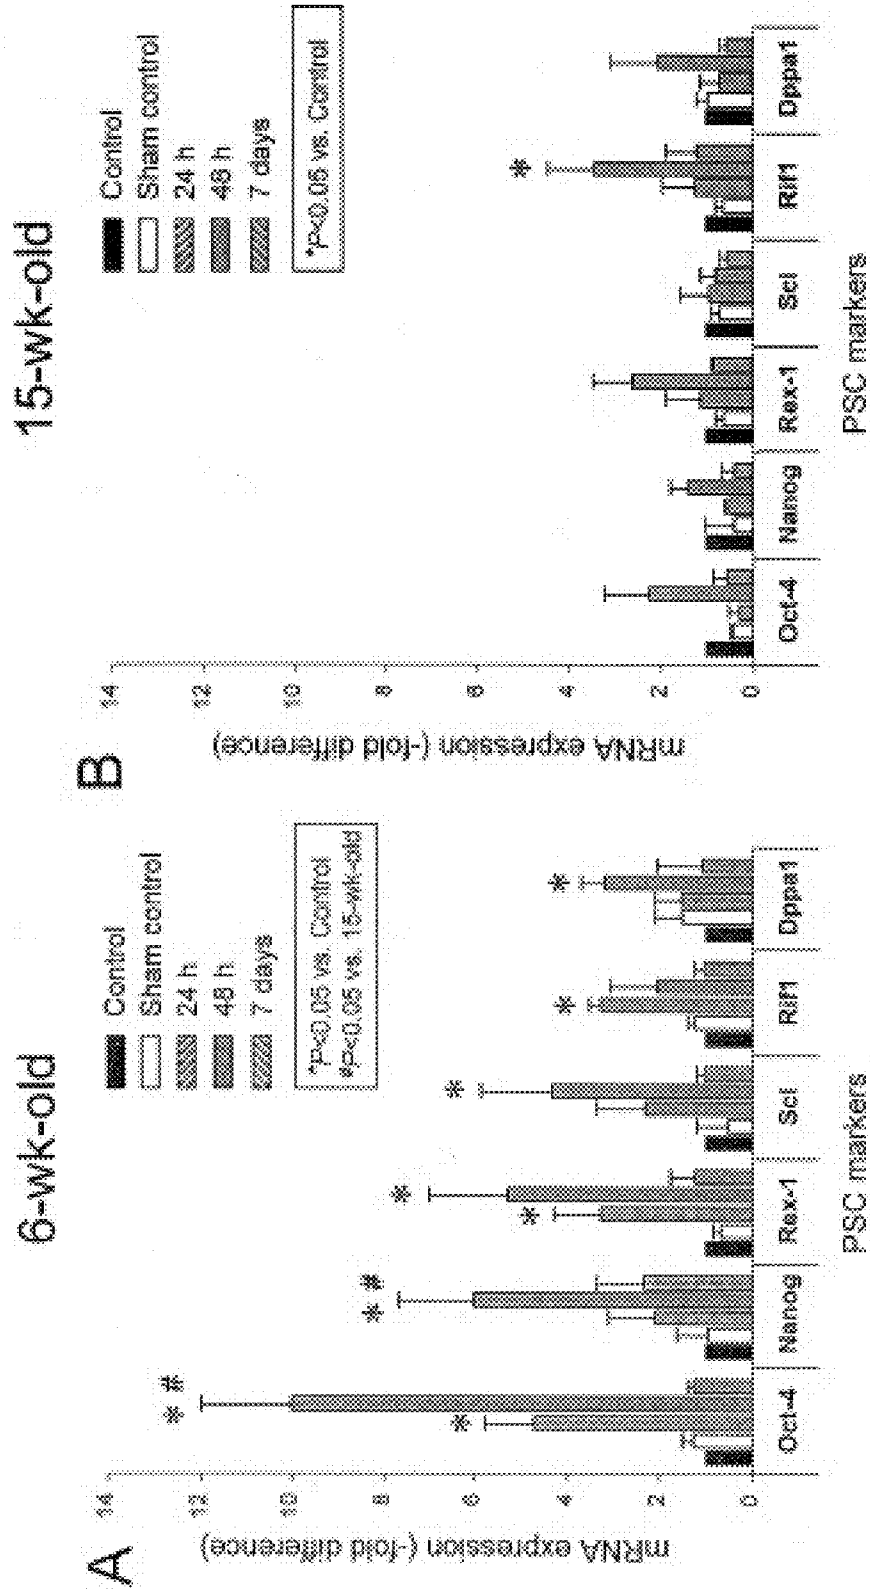 A
6-wk-old
Control
Sham control
24 h
48 h
7 days
*P<0.05 vs. Control
#P<0.05 vs. 15-wk-old
mRNA expression (-fold difference)
14
12
10
8
6
4
2
0
* #
*
* #
*
*
*
*
*
Oct-4 Nanog Rex-1 Scl Rif1 Dppa1
PSC markers
B
15-wk-old
Control
Sham control
24 h
48 h
7 days
*P<0.05 vs. Control
mRNA expression (-fold difference)
14
12
10
8
6
4
2
0
*
Oct-4 Nanog Rex-1 Scl Rif1 Dppa1
PSC markers